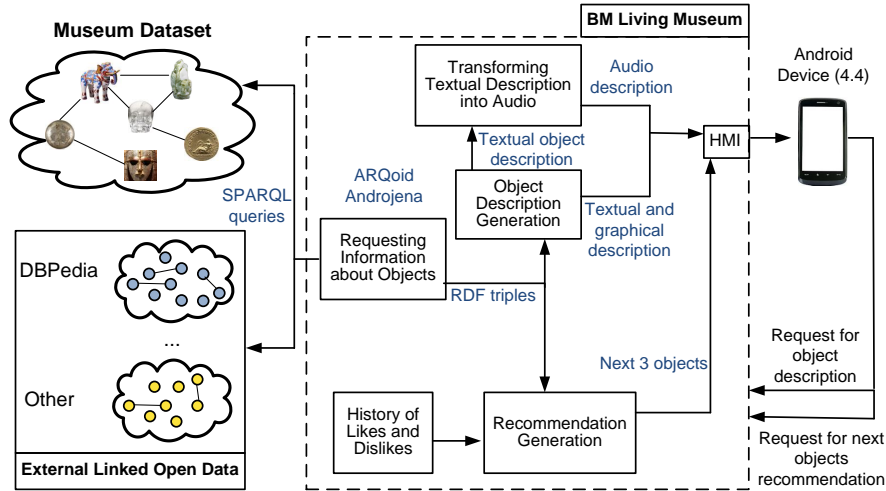 BM Living Museum
Museum Dataset
Transforming
Textual Description
into Audio
Audio
description
Android
Device (4.4)
HMI
Textual object
description
ARQoid
Androjena
Object
Description
Generation
SPARQL
queries
Textual and
graphical
description
Requesting
Information
about Objects
DBPedia
RDF triples
...
Other
Next 3 objects
Request for
object
description
History of
Likes and
Dislikes
Recommendation
Generation
Request for next
objects
recommendation
External Linked Open Data